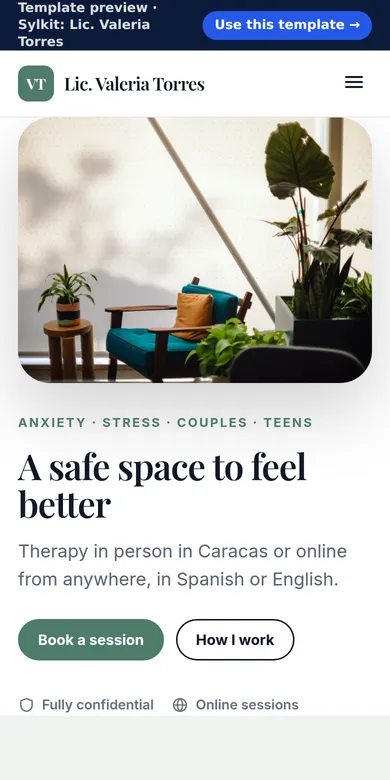 Template preview ·
Sylkit: Lic. Valeria
Torres
Use this template →
VT
Lic. Valeria Torres
ANXIETY · STRESS · COUPLES · TEENS
A safe space to feel
better
Therapy in person in Caracas or online
from anywhere, in Spanish or English.
Book a session
How I work
Fully confidential
Online sessions